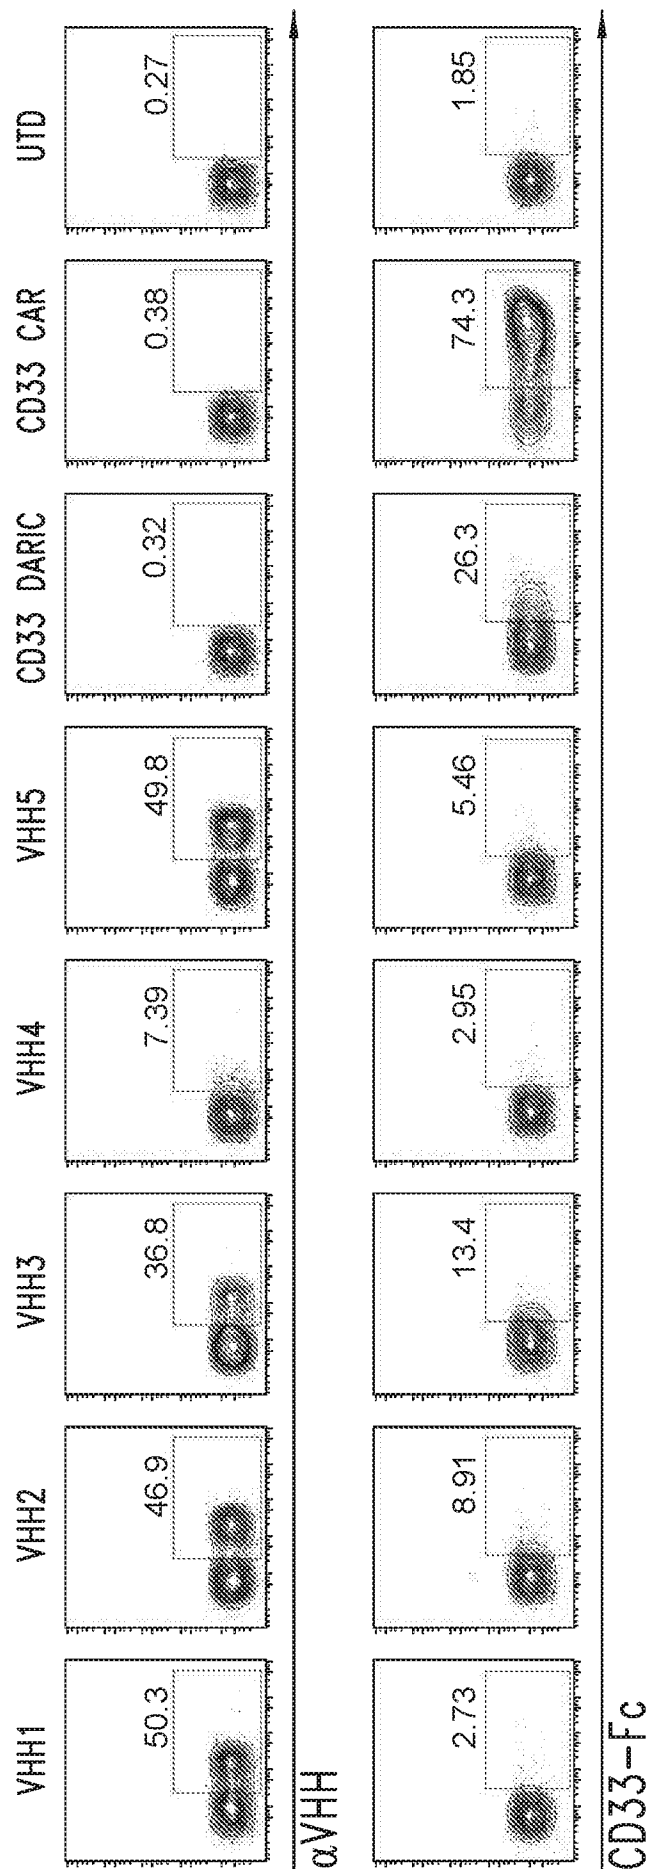 VHH1 VHH2 VHH3 VHH4 VHH5 CD33 DARIC CD33 CAR UTD
50.3 46.9 36.8 7.39 49.8 0.32 0.38 0.27
αVHH
2.73 8.91 13.4 2.95 5.46 26.3 74.3 1.85
CD33-Fc